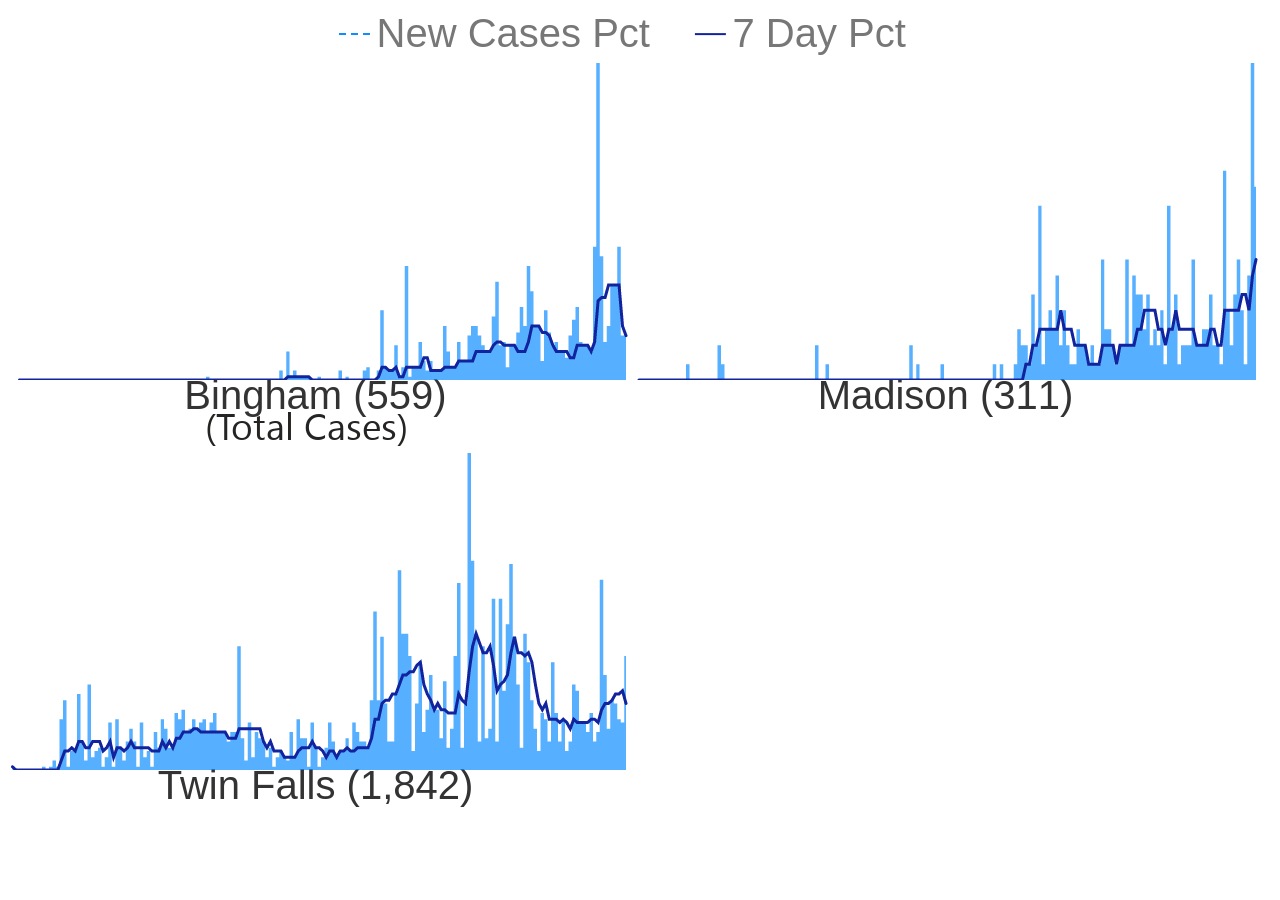 New Cases Pct 7 Day Pct
Bingham (559)
(Total Cases)
Madison (311)
Twin Falls (1,842)